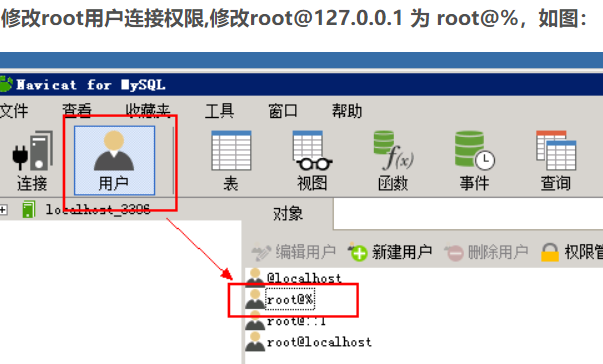 修改root用户连接权限,修改root@127.0.0.1 为 root@%，如图：
Navicat for MySQL
文件 查看 收藏夹 工具 窗口 帮助
连接 用户 表 视图 函数 事件 查询
localhost_3306 对象
编辑用户 新建用户 删除用户 权限管
@localhost
root@%
root@::1
root@localhost